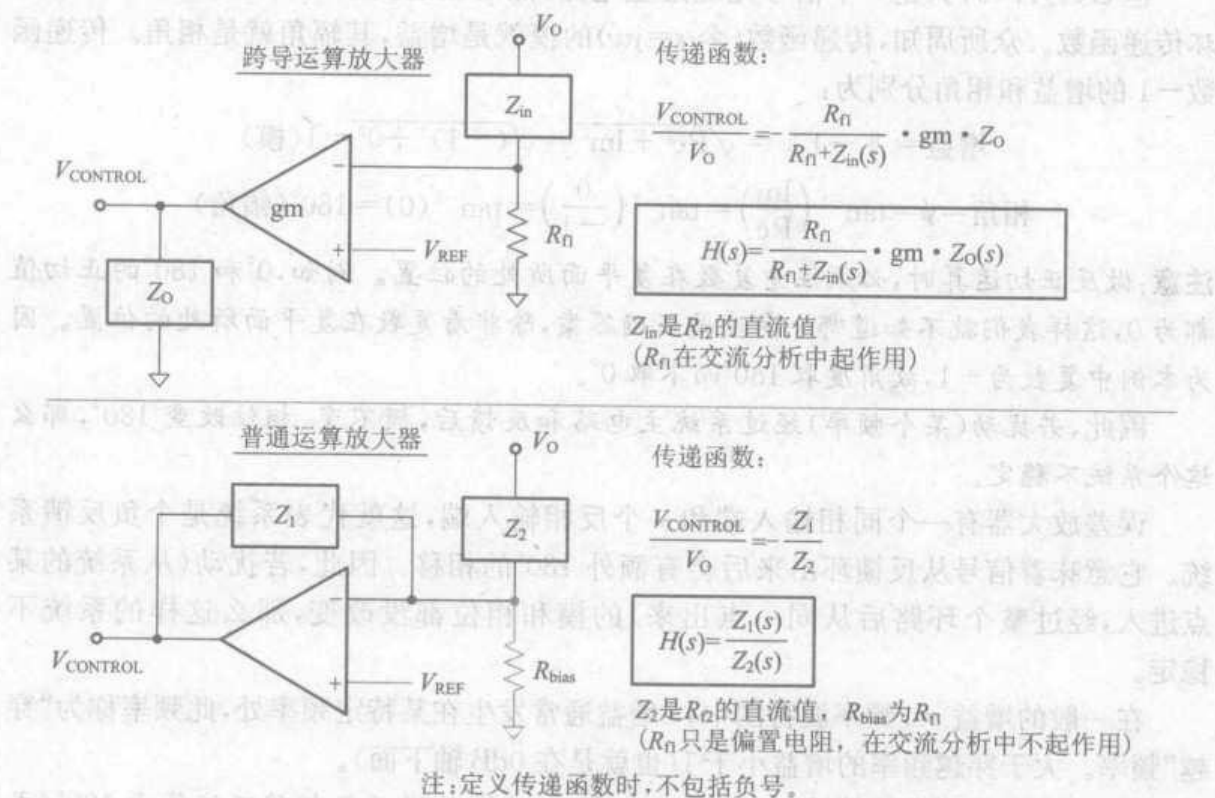 跨导运算放大器
V_O
Z_in
V_CONTROL
gm
−
+
V_REF
R_f1
Z_O
传递函数:
V_CONTROL/V_O=−R_f1/(R_f1+Z_in(s))•gm•Z_O
H(s)=R_f1/(R_f1+Z_in(s))•gm•Z_O(s)
Z_in是R_f2的直流值
(R_f1在交流分析中起作用)
普通运算放大器
V_O
Z_1
Z_2
−
+
V_CONTROL
V_REF
R_bias
传递函数:
V_CONTROL/V_O=−Z_1/Z_2
H(s)=Z_1(s)/Z_2(s)
Z_2是R_f2的直流值，R_bias为R_f1
(R_f1只是偏置电阻，在交流分析中不起作用)
注:定义传递函数时,不包括负号。